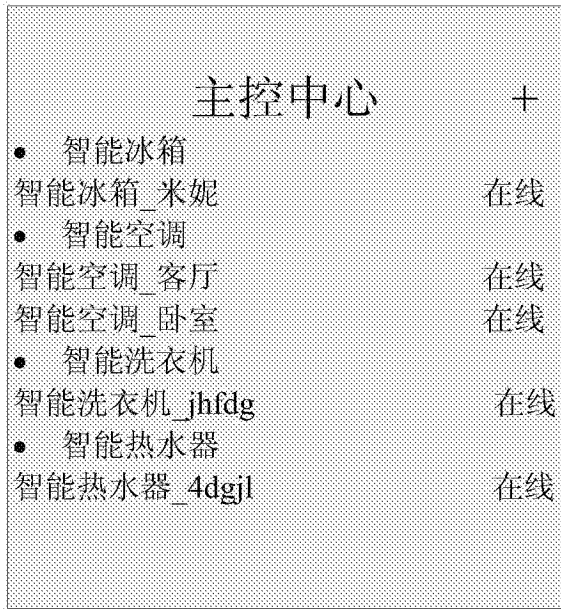 主控中心 +
• 智能冰箱
智能冰箱_米妮 在线
• 智能空调
智能空调_客厅 在线
智能空调_卧室 在线
• 智能洗衣机
智能洗衣机_jhfdg 在线
• 智能热水器
智能热水器_4dgjl 在线